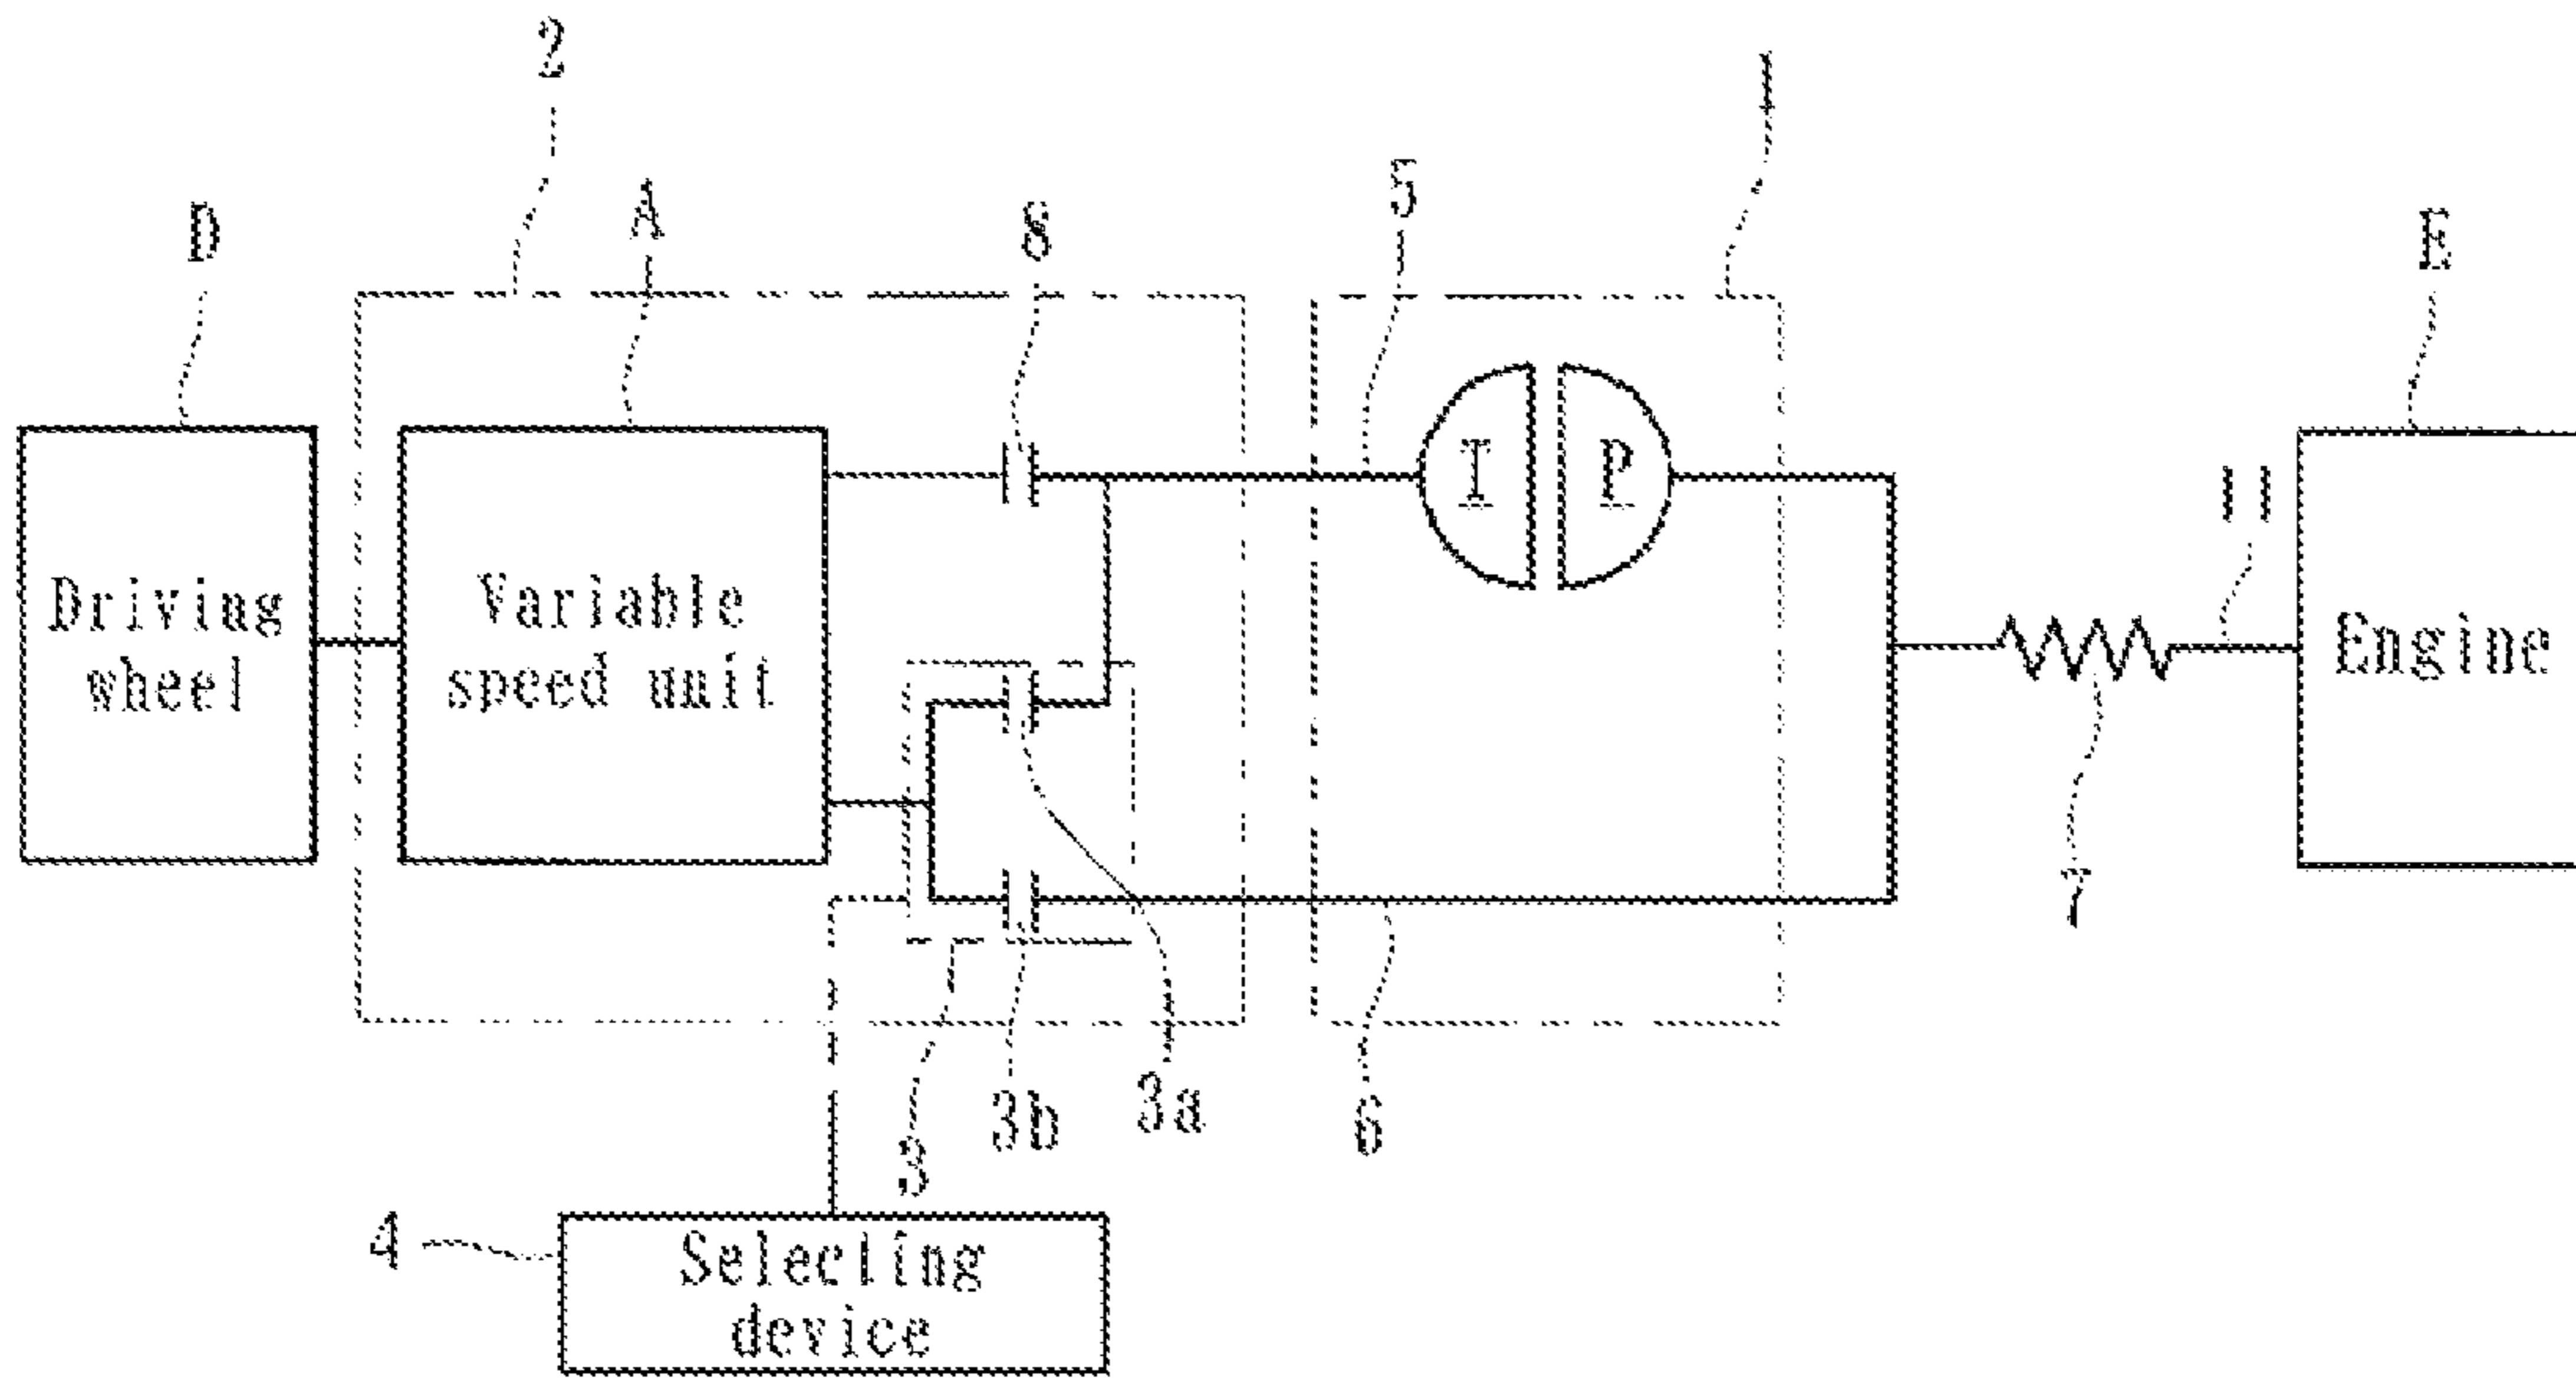 2
1
D
A
8
5
E
I
P
11
Driving
wheel
Variable
speed unit
Engine
7
3b
3a
6
3
4
Selecting
device